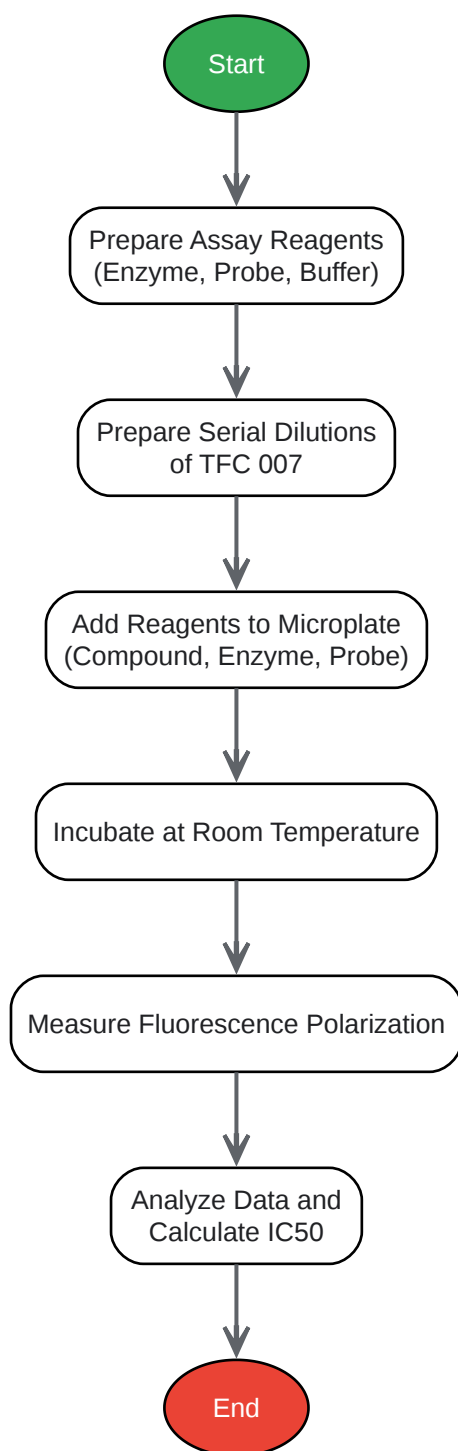 Start
Prepare Assay Reagents
(Enzyme, Probe, Buffer)
Prepare Serial Dilutions
of TFC 007
Add Reagents to Microplate
(Compound, Enzyme, Probe)
Incubate at Room Temperature
Measure Fluorescence Polarization
Analyze Data and
Calculate IC50
End